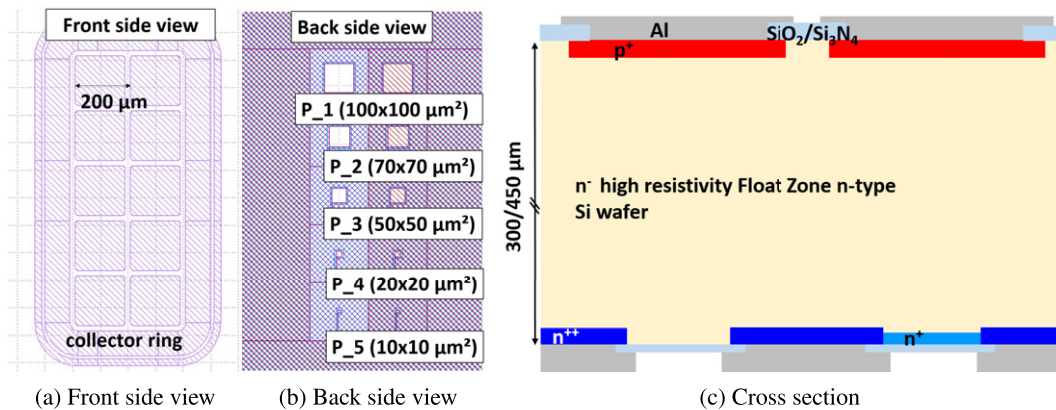 Front side view
200 µm
collector ring
(a) Front side view
Back side view
P_1 (100x100 µm²)
P_2 (70x70 µm²)
P_3 (50x50 µm²)
P_4 (20x20 µm²)
P_5 (10x10 µm²)
(b) Back side view
Al
SiO₂/Si₃N₄
p⁺
300/450 µm
n⁻ high resistivity Float Zone n-type
Si wafer
n⁺⁺
n⁺
(c) Cross section